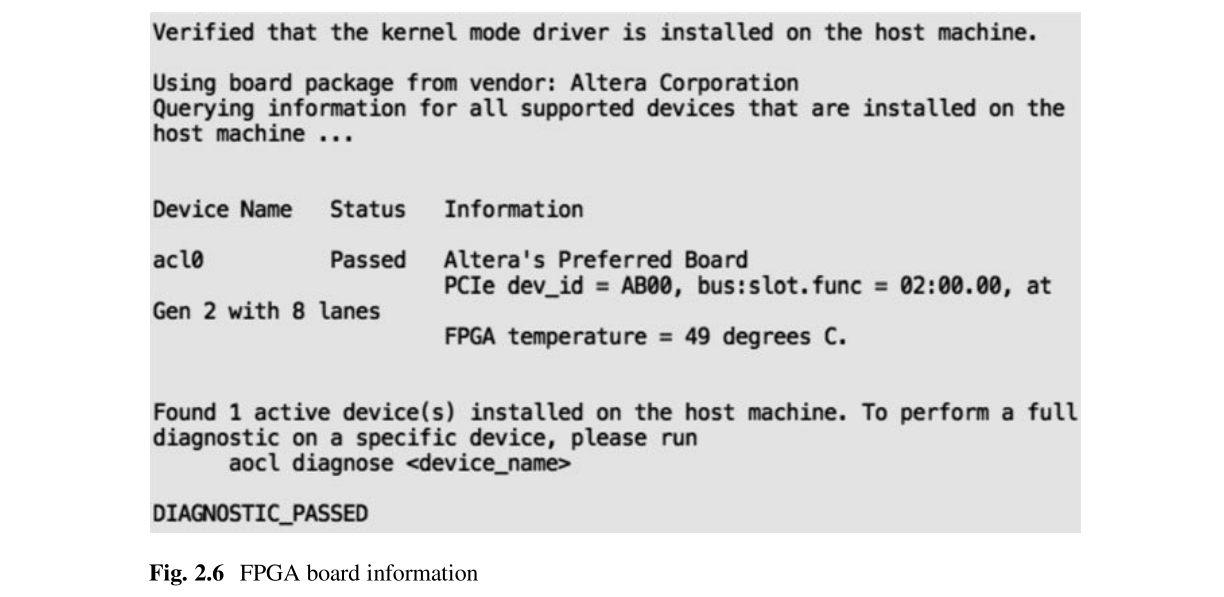 Verified that the kernel mode driver is installed on the host machine.
Using board package from vendor: Altera Corporation
Querying information for all supported devices that are installed on the
host machine ...
Device Name   Status   Information
acl0          Passed   Altera's Preferred Board
                       PCIe dev_id = AB00, bus:slot.func = 02:00.00, at
Gen 2 with 8 lanes
                       FPGA temperature = 49 degrees C.
Found 1 active device(s) installed on the host machine. To perform a full
diagnostic on a specific device, please run
      aocl diagnose <device_name>
DIAGNOSTIC_PASSED
Fig. 2.6 FPGA board information